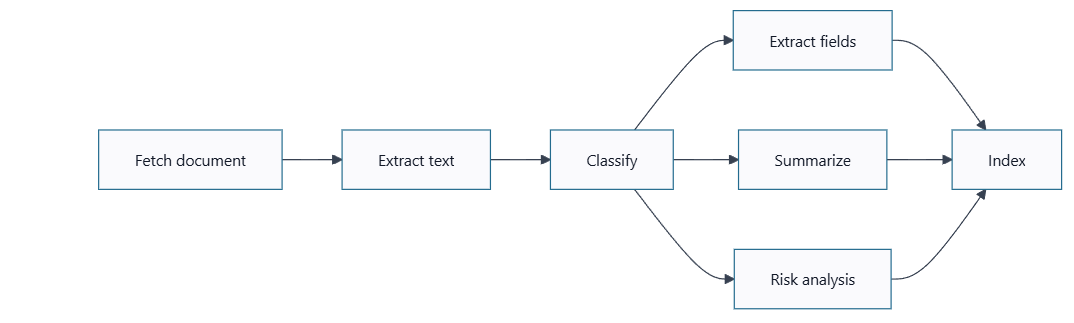 Fetch document
Extract text
Classify
Extract fields
Summarize
Risk analysis
Index